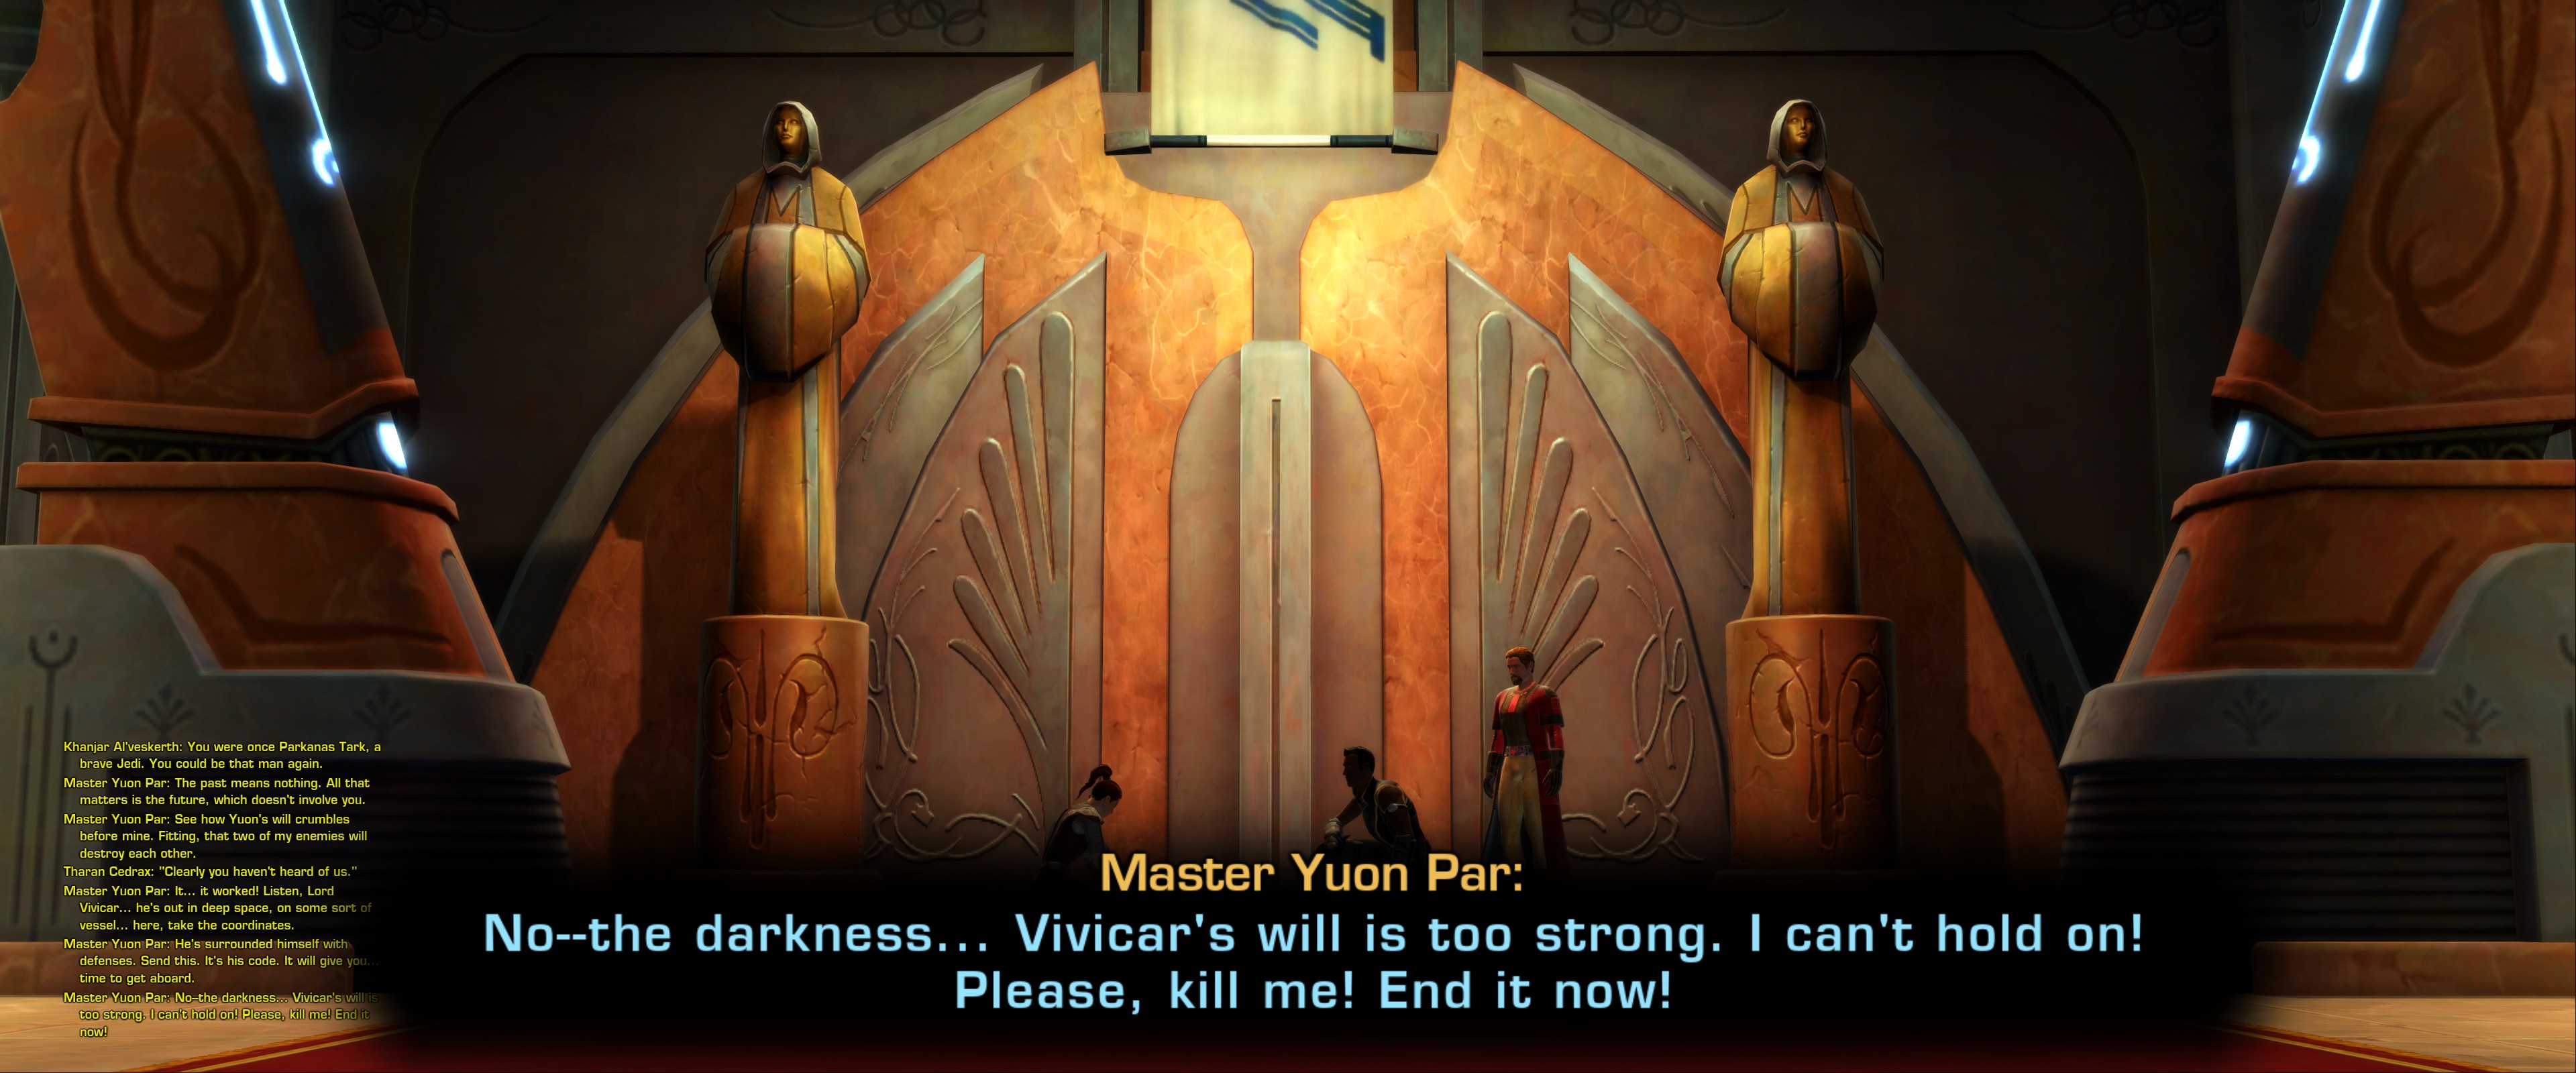 Khanjar Al'veskerth: You were once Parkanas Tark, a
brave Jedi. You could be that man again.
Master Yuon Par: The past means nothing. All that
matters is the future, which doesn't involve you.
Master Yuon Par: See how Yuon's will crumbles
before mine. Fitting, that two of my enemies will
destroy each other.
Tharan Cedrax: "Clearly you haven't heard of us."
Master Yuon Par: It... it worked! Listen, Lord
Vivicar... he's out in deep space, on some sort of
vessel... here, take the coordinates.
Master Yuon Par: He's surrounded himself with
defenses. Send this. It's his code. It will give you...
time to get aboard.
Master Yuon Par: No--the darkness... Vivicar's will is
too strong. I can't hold on! Please, kill me! End it
now!
Master Yuon Par:
No--the darkness... Vivicar's will is too strong. I can't hold on!
Please, kill me! End it now!